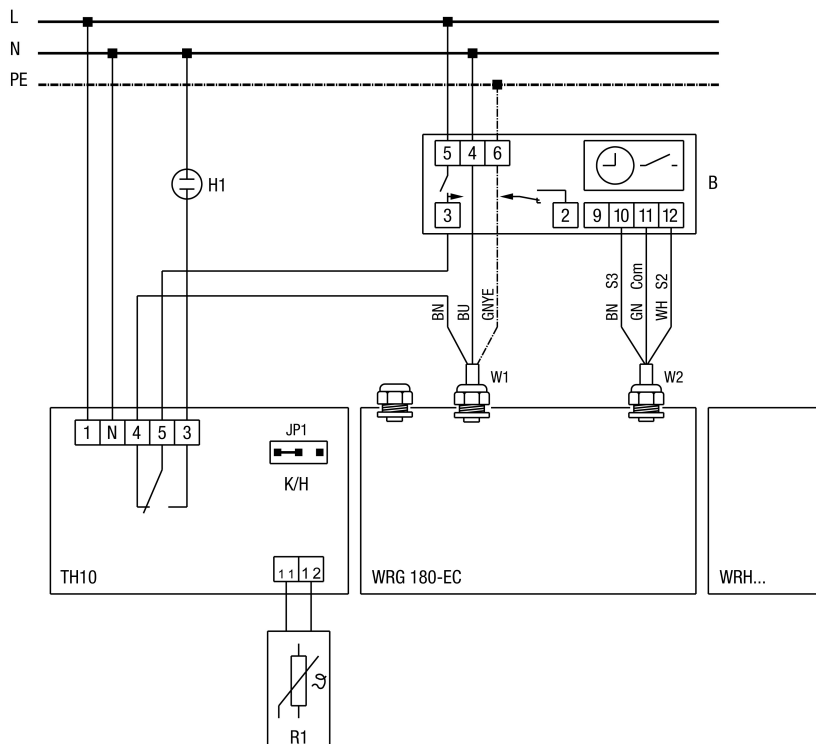 L
N
PE
H1
5 4 6
B
3
2
9 10 11 12
BN
BU
GNYE
BN S3
GN Com
WH S2
W1
W2
1 N 4 5 3
JP1
K/H
TH10
11 12
WRG 180-EC
WRH...
R1